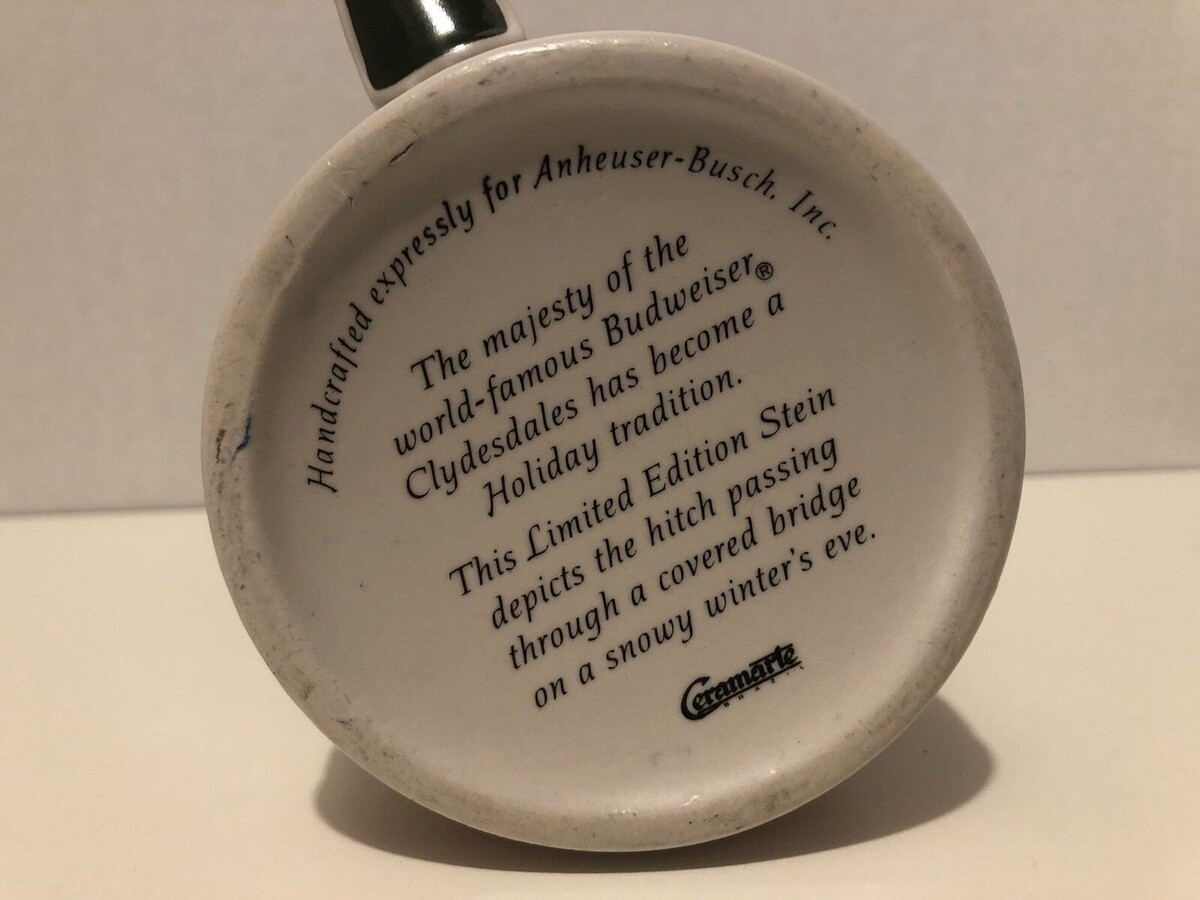 Handcrafted expressly for Anheuser-Busch, Inc.
The majesty of the
world-famous Budweiser®
Clydesdales has become a
Holiday tradition.
This Limited Edition Stein
depicts the hitch passing
through a covered bridge
on a snowy winter's eve.
Ceramarte
BRAZIL